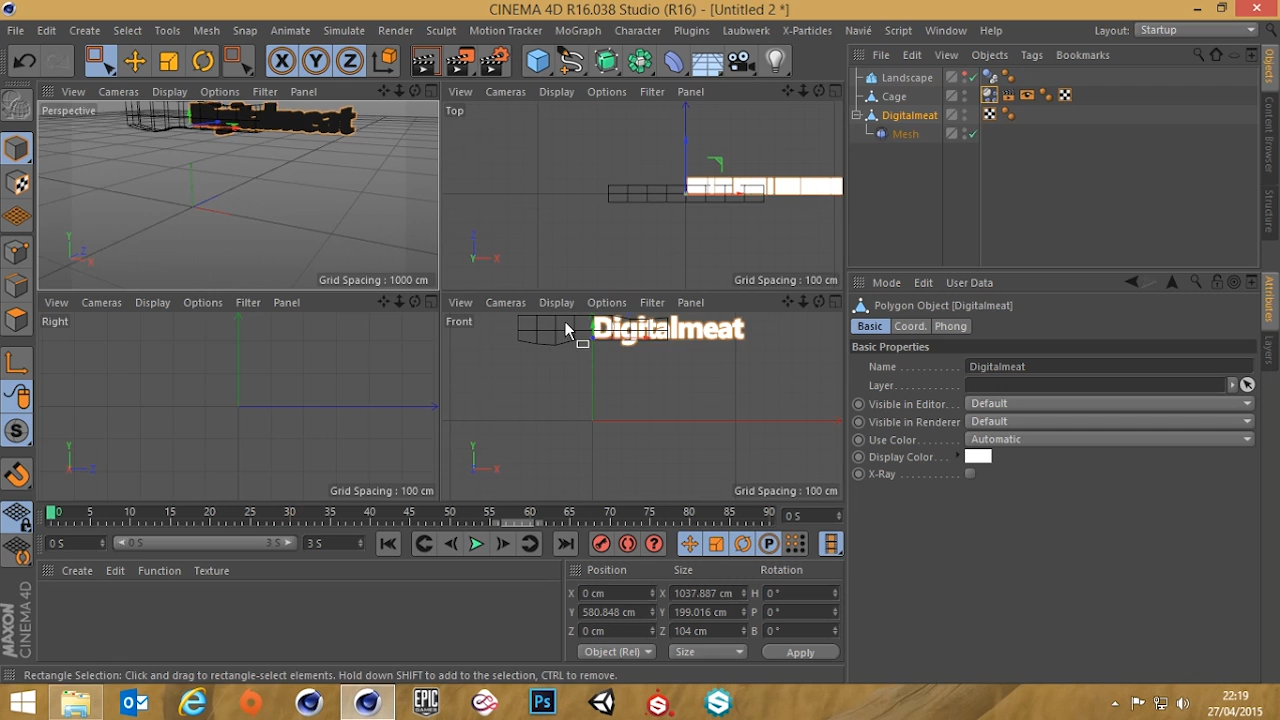 CINEMA 4D R16.038 Studio (R16) - [Untitled 2 *]
File Edit Create Select Tools Mesh Snap Animate Simulate Render Sculpt Motion Tracker MoGraph Character Plugins Laubwerk X-Particles Navié Script Window Help Layout: Startup
X Y Z
View Cameras Display Options Filter Panel
Perspective
Digitalmeat
Y
Z
X
Grid Spacing : 1000 cm
View Cameras Display Options Filter Panel
Top
Z
Y X
Grid Spacing : 100 cm
View Cameras Display Options Filter Panel
Right
Y
X Z
Grid Spacing : 100 cm
View Cameras Display Options Filter Panel
Front
Digitalmeat
Y
Z X
Grid Spacing : 100 cm
File Edit View Objects Tags Bookmarks
Landscape
Cage
Digitalmeat
Mesh
Objects
Content Browser
Structure
Mode Edit User Data
Polygon Object [Digitalmeat]
Basic Coord. Phong
Basic Properties
Name Digitalmeat
Layer
Visible in Editor Default
Visible in Renderer Default
Use Color Automatic
Display Color
X-Ray
Attributes
Layers
0 5 10 15 20 25 30 35 40 45 50 55 60 65 70 75 80 85 90 0 S
0 S 0 S 3 S 3 S
P
Create Edit Function Texture
Position Size Rotation
X 0 cm X 1037.887 cm H 0 °
Y 580.848 cm Y 199.016 cm P 0 °
Z 0 cm Z 104 cm B 0 °
Object (Rel) Size Apply
MAXON
CINEMA 4D
Rectangle Selection: Click and drag to rectangle-select elements. Hold down SHIFT to add to the selection, CTRL to remove.
EPIC GAMES
Ps
22:19
27/04/2015